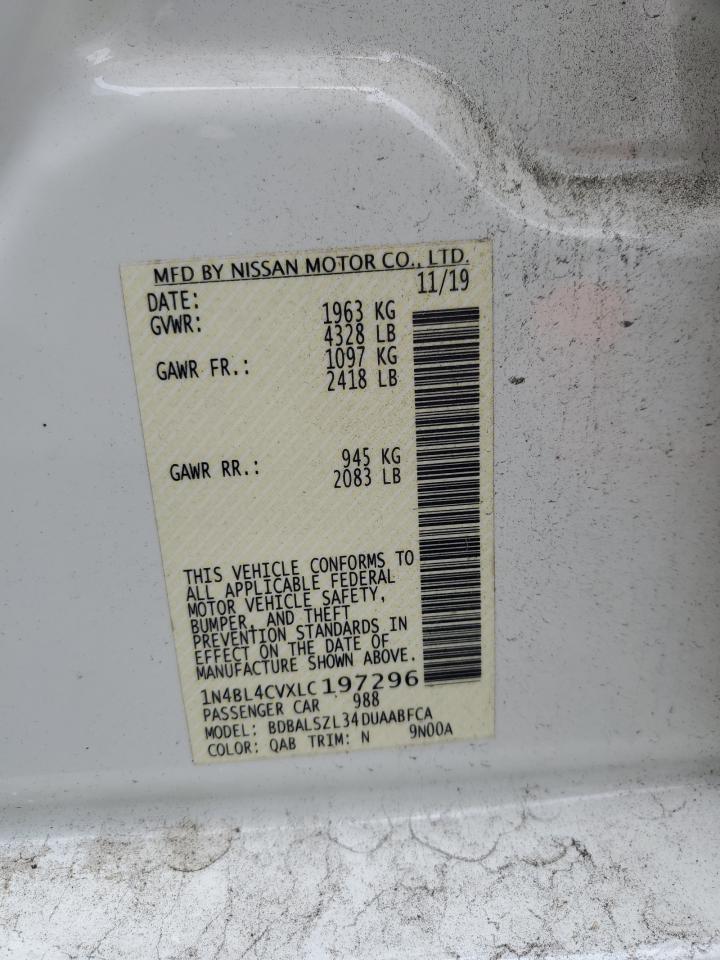 MFD BY NISSAN MOTOR CO., LTD.
DATE: 11/19
GVWR: 1963 KG
4328 LB
GAWR FR.: 1097 KG
2418 LB
GAWR RR.: 945 KG
2083 LB
THIS VEHICLE CONFORMS TO
ALL APPLICABLE FEDERAL
MOTOR VEHICLE SAFETY,
BUMPER, AND THEFT
PREVENTION STANDARDS IN
EFFECT ON THE DATE OF
MANUFACTURE SHOWN ABOVE.
1N4BL4CVXLC197296
PASSENGER CAR 988
MODEL: BDBALSZL34DUAABFCA
COLOR: QAB TRIM: N 9N00A